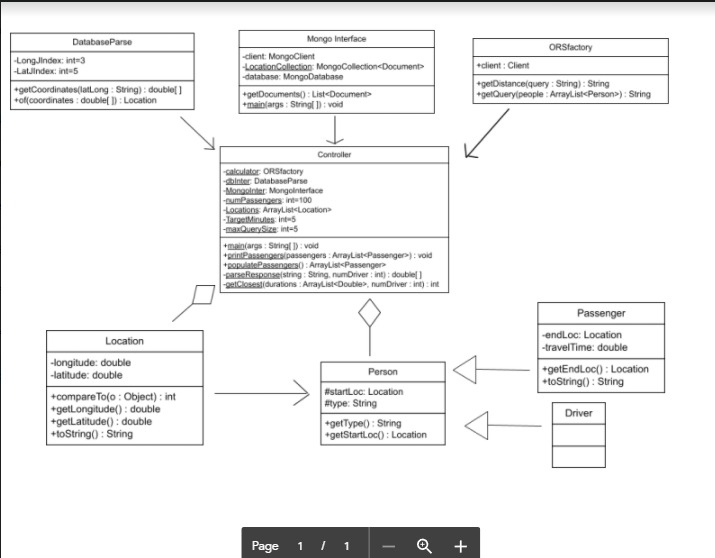 DatabaseParse
-LongJIndex: int=3
-LatJIndex: int=5
+getCoordinates(latLong : String) : double[ ]
+of(coordinates : double[ ]) : Location
Mongo Interface
-client: MongoClient
-LocationCollection: MongoCollection<Document>
-database: MongoDatabase
+getDocuments() : List<Document>
+main(args : String[ ]) : void
ORSfactory
+client : Client
+getDistance(query : String) : String
+getQuery(people : ArrayList<Person>) : String
Controller
-calculator: ORSfactory
-dbInter: DatabaseParse
-MongoInter: MongoInterface
-numPassengers: int=100
-Locations: ArrayList<Location>
-TargetMinutes: int=5
-maxQuerySize: int=5
+main(args : String[ ]) : void
+printPassengers(passengers : ArrayList<Passenger>) : void
+populatePassengers() : ArrayList<Passenger>
-parseResponse(string : String, numDriver : int) : double[ ]
-getClosest(durations : ArrayList<Double>, numDriver : int) : int
Location
-longitude: double
-latitude: double
+compareTo(o : Object) : int
+getLongitude() : double
+getLatitude() : double
+toString() : String
Person
#startLoc: Location
#type: String
+getType() : String
+getStartLoc() : Location
Passenger
-endLoc: Location
-travelTime: double
+getEndLoc() : Location
+toString() : String
Driver
Page 1 / 1